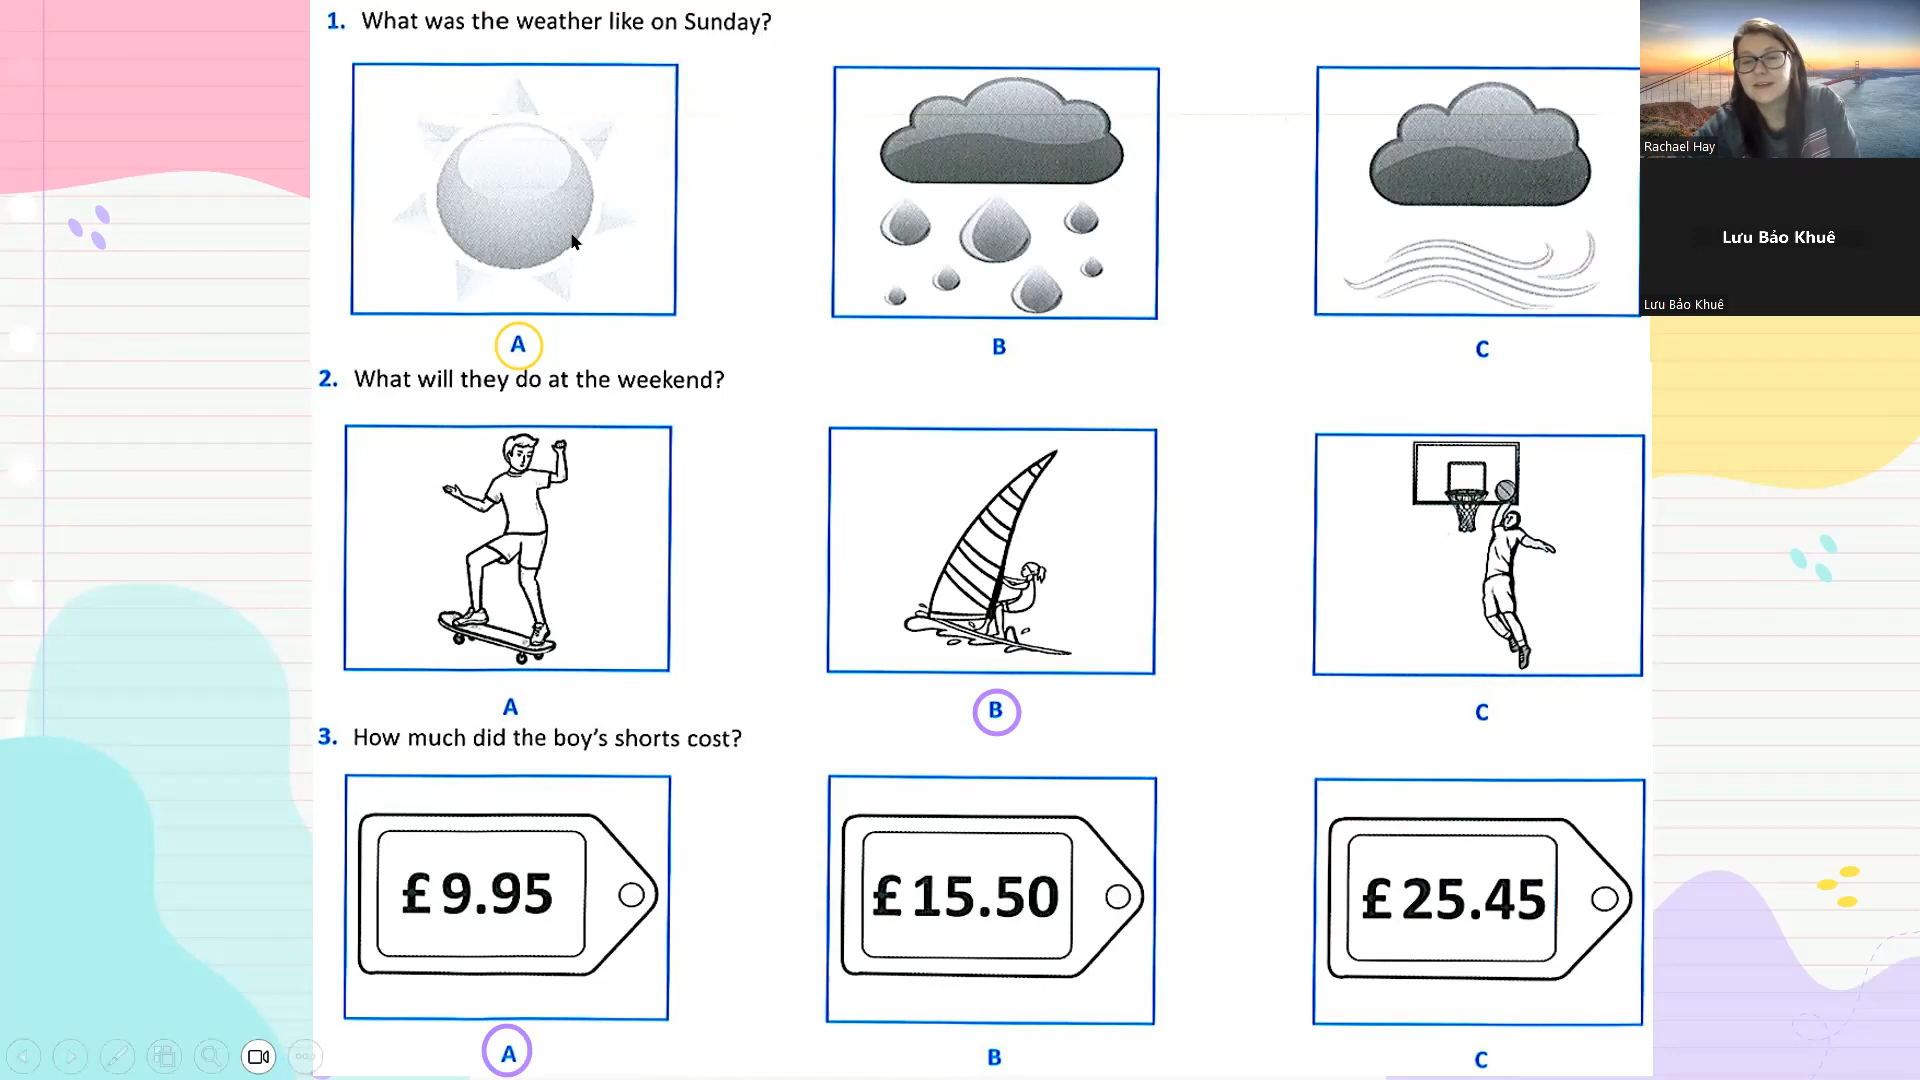 1. What was the weather like on Sunday?
A
B
C
2. What will they do at the weekend?
A
B
C
3. How much did the boy's shorts cost?
£9.95
£15.50
£25.45
A
B
C
Rachael Hay
Lưu Bảo Khuê
Lưu Bảo Khuê